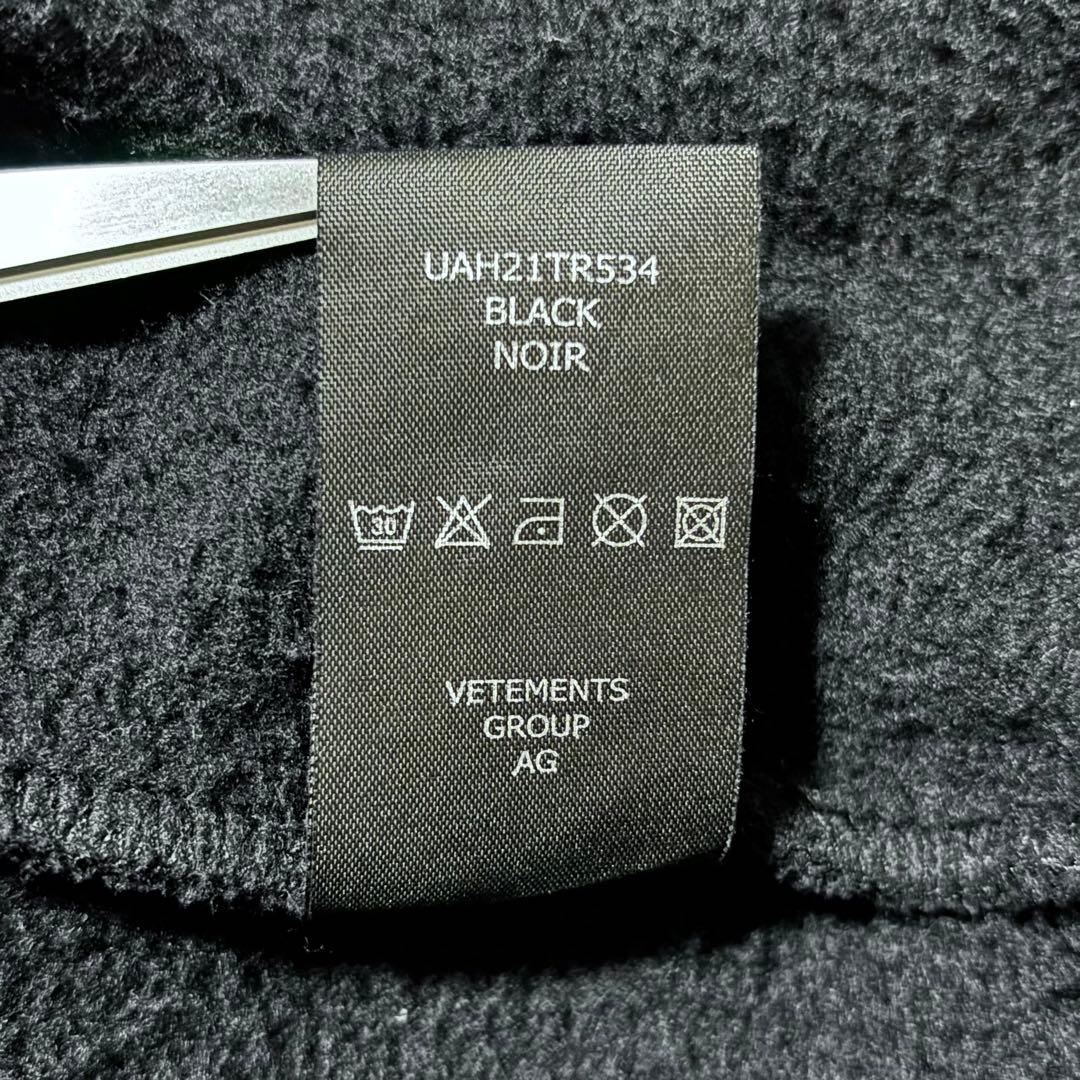 UAH21TR534
BLACK
NOIR
30
VETEMENTS
GROUP
AG